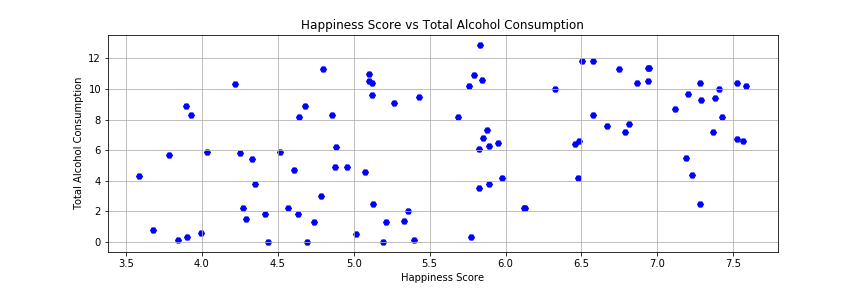 Happiness Score vs Total Alcohol Consumption
Total Alcohol Consumption
12
10
8
6
4
2
0
3.5 4.0 4.5 5.0 5.5 6.0 6.5 7.0 7.5
Happiness Score